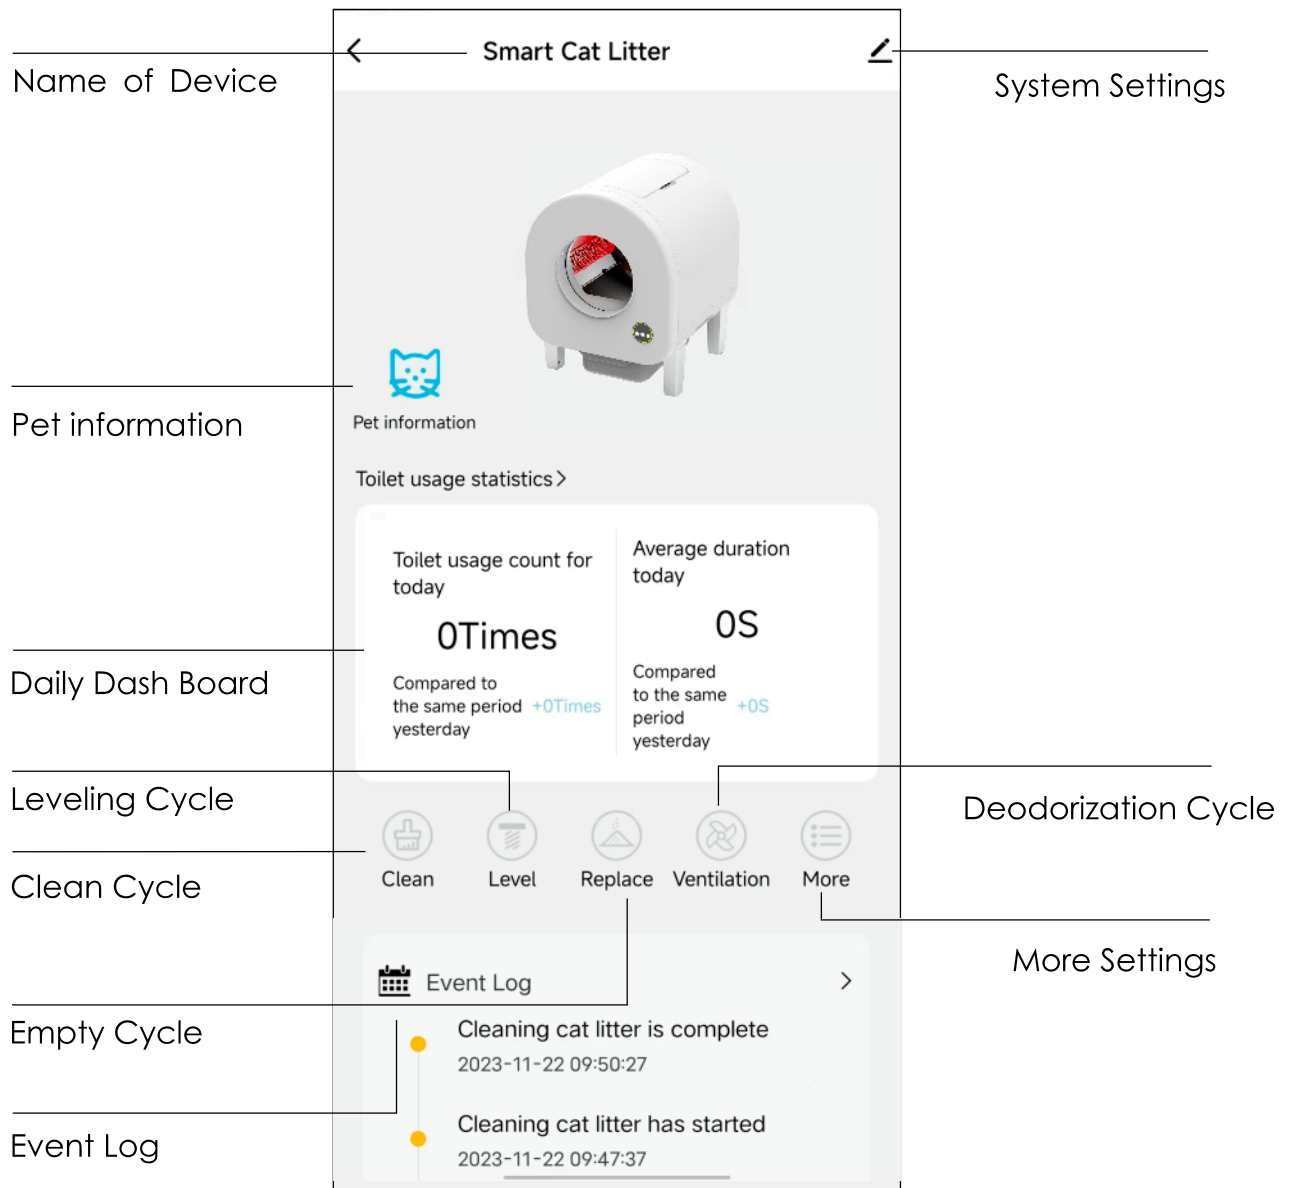 Smart Cat Litter
Name of Device
System Settings
Pet information
Pet information
Toilet usage statistics>
Toilet usage count for
today
0Times
Compared to
the same period
yesterday
+0Times
Average duration
today
0S
Compared
to the same
period
yesterday
+0S
Daily Dash Board
Leveling Cycle
Deodorization Cycle
Clean
Level
Replace
Ventilation
More
Clean Cycle
More Settings
Event Log
Empty Cycle
Cleaning cat litter is complete
2023-11-22 09:50:27
Cleaning cat litter has started
2023-11-22 09:47:37
Event Log